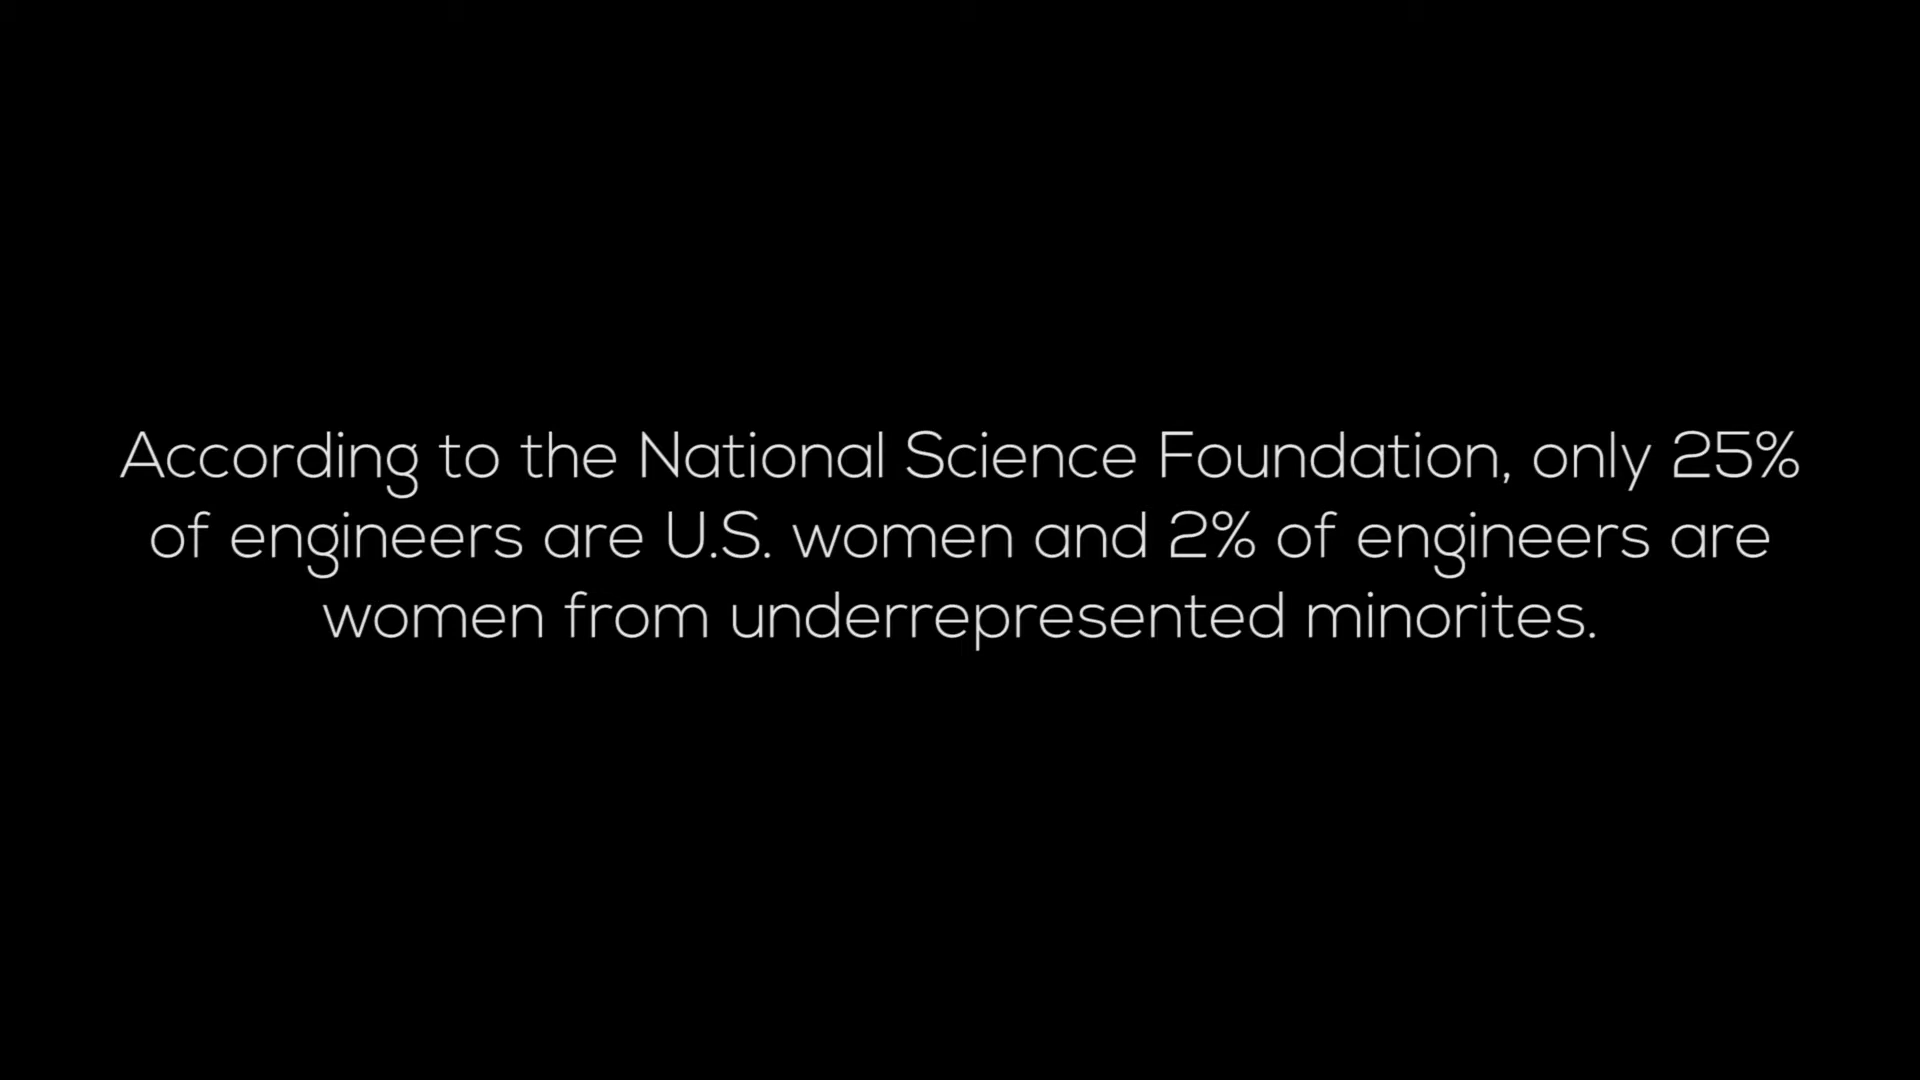 According to the National Science Foundation, only 25%
of engineers are U.S. women and 2% of engineers are
women from underrepresented minorites.